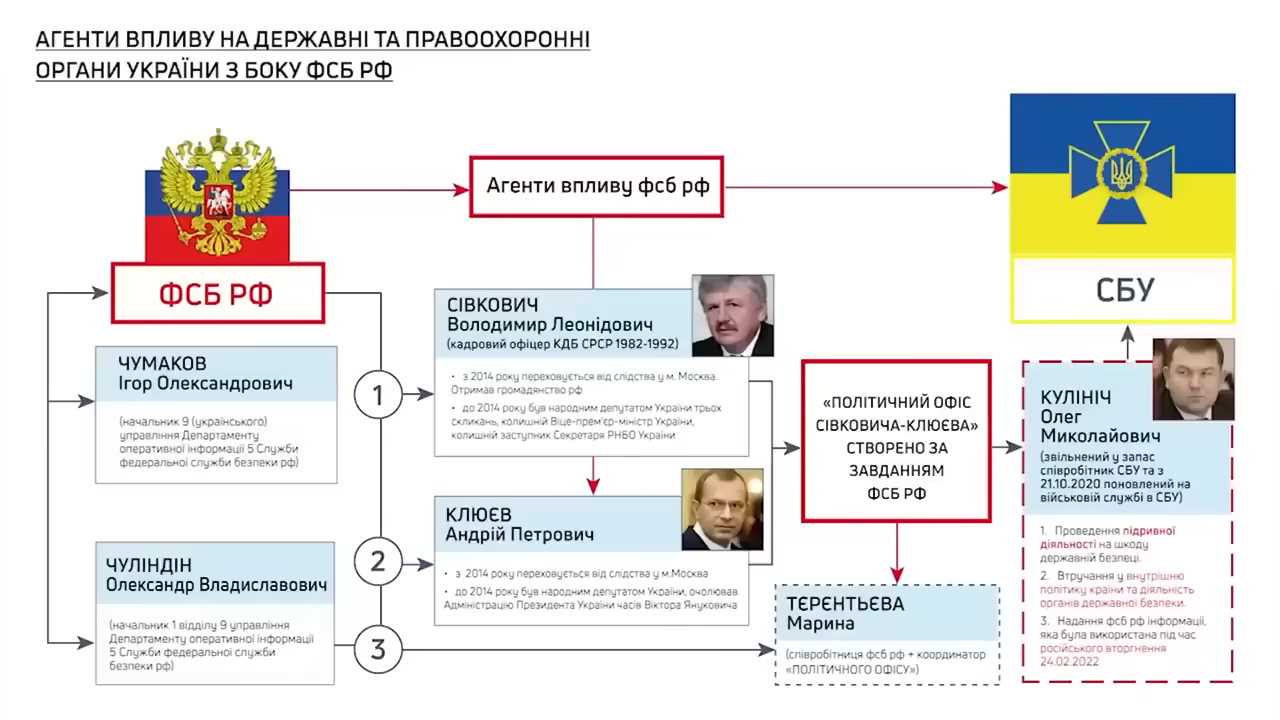 АГЕНТИ ВПЛИВУ НА ДЕРЖАВНІ ТА ПРАВООХОРОННІ
ОРГАНИ УКРАЇНИ З БОКУ ФСБ РФ
Агенти впливу фсб рф
ФСБ РФ
СБУ
ЧУМАКОВ
Ігор Олександрович
(начальник 9 (українського)
управління Департаменту
оперативної інформації 5 Служби
федеральної служби безпеки рф)
ЧУЛІНДІН
Олександр Владиславович
(начальник 1 відділу 9 управління
Департаменту оперативної інформації
5 Служби федеральної служби
безпеки рф)
1
2
3
СІВКОВИЧ
Володимир Леонідович
(кадровий офіцер КДБ СРСР 1982-1992)
• з 2014 року переховується від слідства у м. Москва.
Отримав громадянство рф
• до 2014 року був народним депутатом України трьох
скликань, колишній Віце-прем'єр-міністр України,
колишній заступник Секретаря РНБО України
КЛЮЄВ
Андрій Петрович
• з 2014 року переховується від слідства у м.Москва
• до 2014 року був народним депутатом України, очолював
Адміністрацію Президента України часів Віктора Януковича
«ПОЛІТИЧНИЙ ОФІС
СІВКОВИЧА-КЛЮЄВА»
СТВОРЕНО ЗА
ЗАВДАННЯМ
ФСБ РФ
ТЄРЄНТЬЄВА
Марина
(співробітниця фсб рф + координатор
«ПОЛІТИЧНОГО ОФІСУ»)
КУЛІНІЧ
Олег
Миколайович
(звільнений у запас
співробітник СБУ та з
21.10.2020 поновлений на
військовій службі в СБУ)
1. Проведення підривної
діяльності на шкоду
державній безпеці.
2. Втручання у внутрішню
політику країни та діяльність
органів державної безпеки.
3. Надання фсб рф інформації,
яка була використана під час
російського вторгнення
24.02.2022